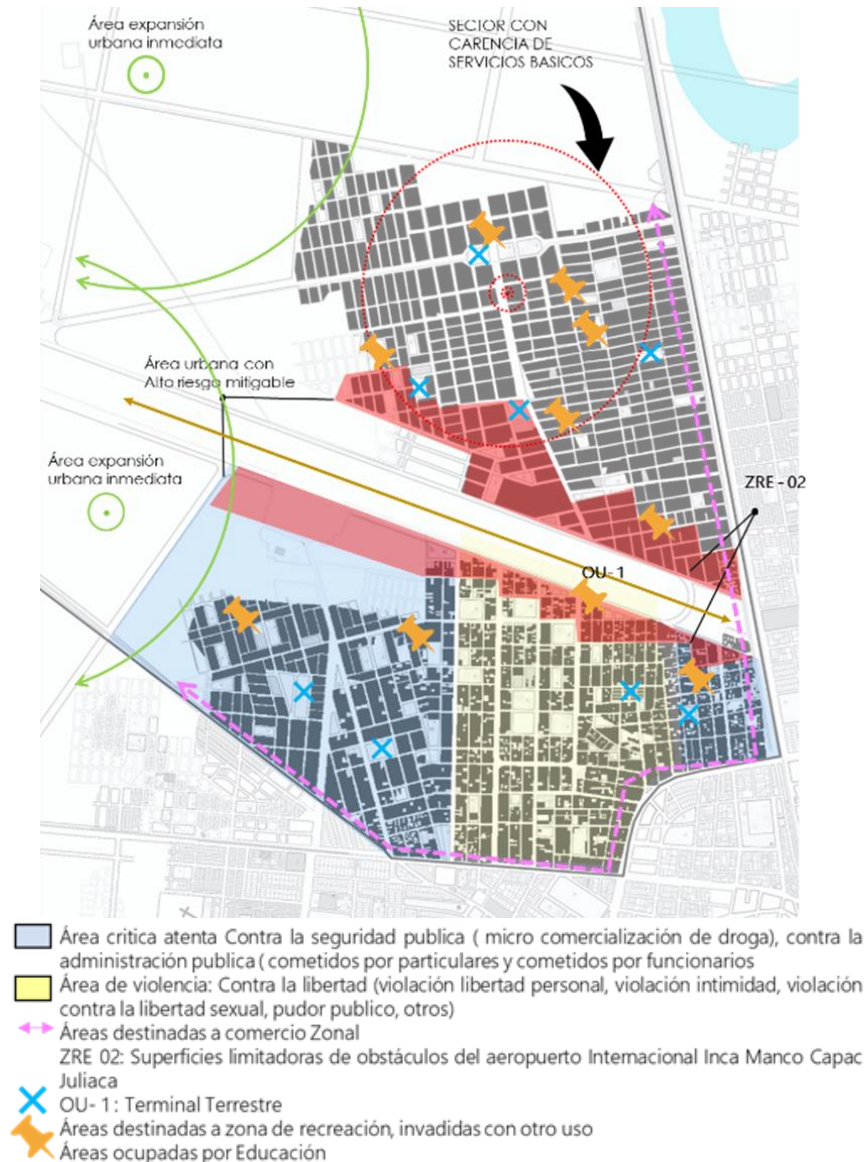 Área expansión
urbana inmediata
SECTOR CON
CARENCIA DE
SERVICIOS BASICOS
Área urbana con
Alto riesgo mitigable
Área expansión
urbana inmediata
ZRE - 02
OU- 1
Área critica atenta Contra la seguridad publica ( micro comercialización de droga), contra la
administración publica ( cometidos por particulares y cometidos por funcionarios
Área de violencia: Contra la libertad (violación libertad personal, violación intimidad, violación
contra la libertad sexual, pudor publico, otros)
Áreas destinadas a comercio Zonal
ZRE 02: Superficies limitadoras de obstáculos del aeropuerto Internacional Inca Manco Capac
Juliaca
OU- 1: Terminal Terrestre
Áreas destinadas a zona de recreación, invadidas con otro uso
Áreas ocupadas por Educación